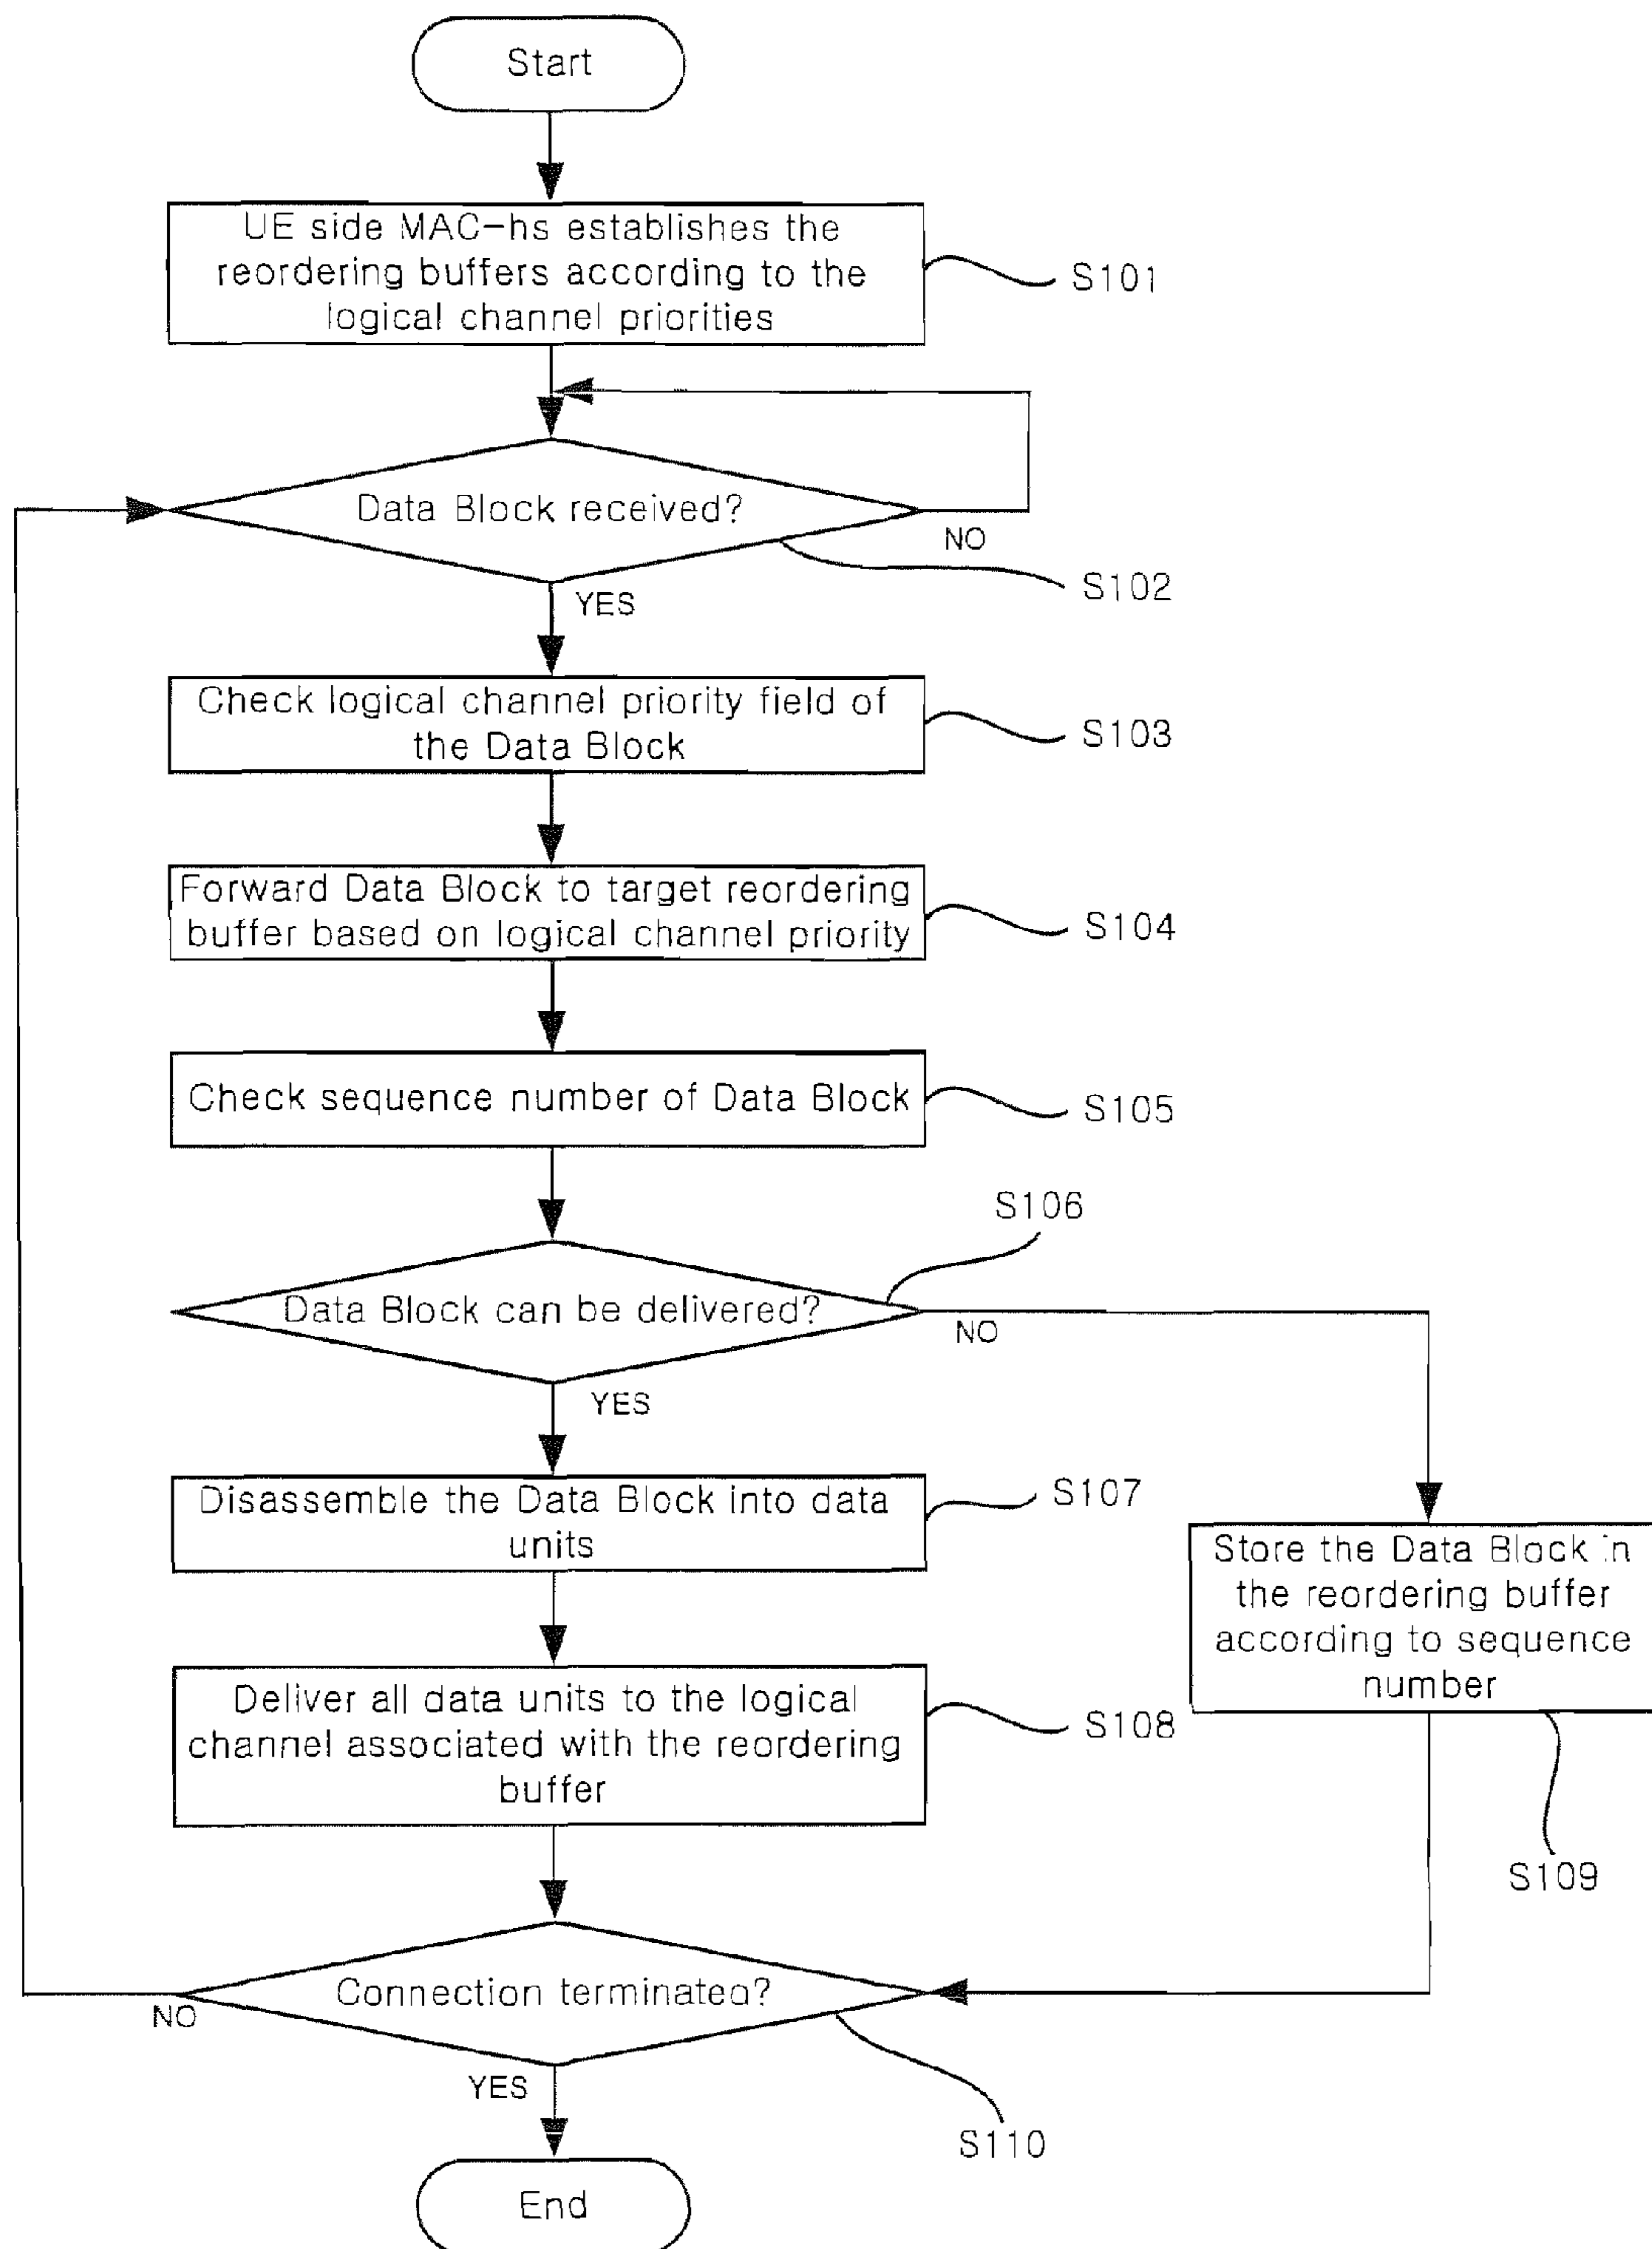 Start
UE side MAC-hs establishes the
reordering buffers according to the
logical channel priorities
S101
Data Block received?
NO
S102
YES
Check logical channel priority field of
the Data Block
S103
Forward Data Block to target reordering
buffer based on logical channel priority
S104
Check sequence number of Data Block
S105
S106
Data Block can be delivered?
NO
YES
Disassemble the Data Block into data
units
S107
Store the Data Block in
the reordering buffer
according to sequence
number
Deliver all data units to the logical
channel associated with the reordering
buffer
S108
S109
Connection terminated?
NO
YES
S110
End